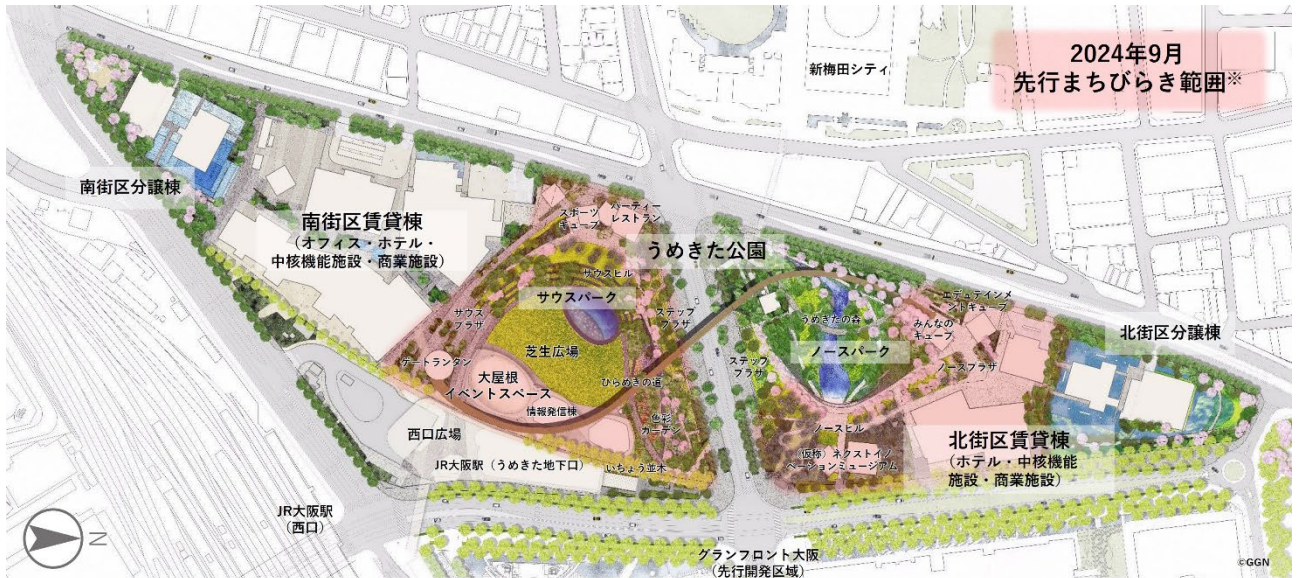 2024年9月
先行まちびらき範囲※
新梅田シティ
南街区分譲棟
南街区賃貸棟
（オフィス・ホテル・
中核機能施設・商業施設）
スポーツ
キューブ
パーティー
レストラン
うめきた公園
サウスヒル
サウスパーク
サウス
プラザ
ステップ
プラザ
ゲートランタン
芝生広場
大屋根
イベントスペース
情報発信棟
ひらめきの道
色彩
ガーデン
いちょう並木
西口広場
JR大阪駅（うめきた地下口）
JR大阪駅
（西口）
うめきたの森
ノースパーク
ステップ
プラザ
エデュテインメ
ントキューブ
みんなの
キューブ
ノースプラザ
北街区分譲棟
ノースヒル
（仮称）ネクストイノ
ベーションミュージアム
北街区賃貸棟
（ホテル・中核機能
施設・商業施設）
グランフロント大阪
（先行開発区域）
N
©GGN